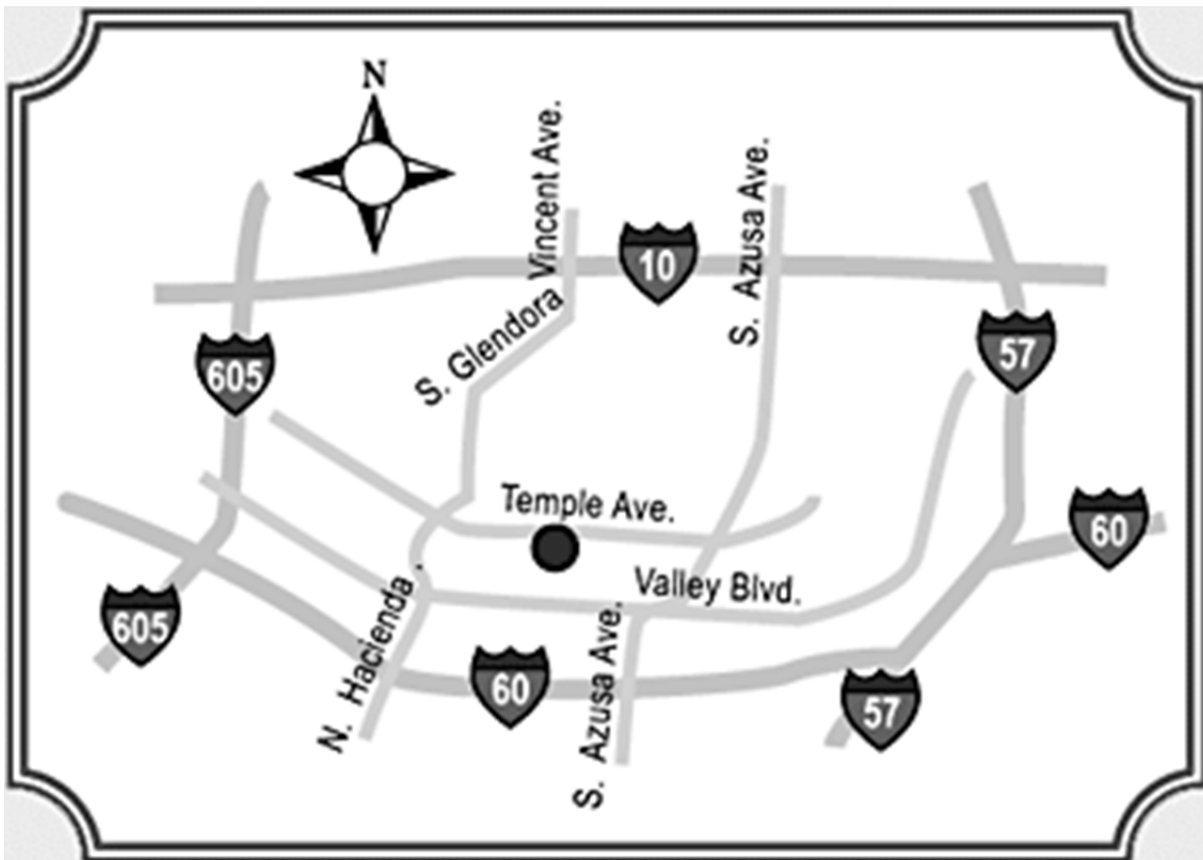 N
Vincent Ave.
S. Azusa Ave.
10
S. Glendora
57
605
Temple Ave.
60
Valley Blvd.
605
N. Hacienda .
60
S. Azusa Ave.
57